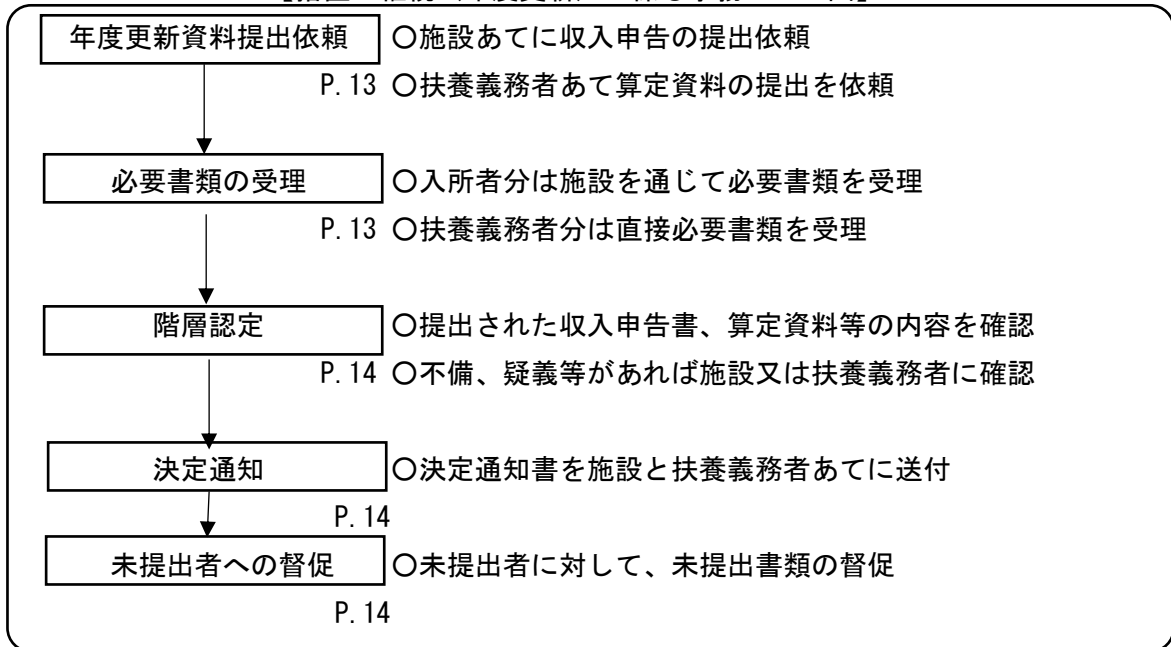 年度更新資料提出依頼 ○施設あてに収入申告の提出依頼
P.13 ○扶養義務者あて算定資料の提出を依頼
必要書類の受理 ○入所者分は施設を通じて必要書類を受理
P.13 ○扶養義務者分は直接必要書類を受理
階層認定 ○提出された収入申告書、算定資料等の内容を確認
P.14 ○不備、疑義等があれば施設又は扶養義務者に確認
決定通知 ○決定通知書を施設と扶養義務者あてに送付
P.14
未提出者への督促 ○未提出者に対して、未提出書類の督促
P.14